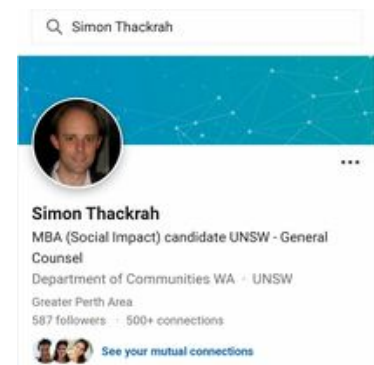 Simon Thackrah
Simon Thackrah
MBA (Social Impact) candidate UNSW - General
Counsel
Department of Communities WA · UNSW
Greater Perth Area
587 followers · 500+ connections
See your mutual connections